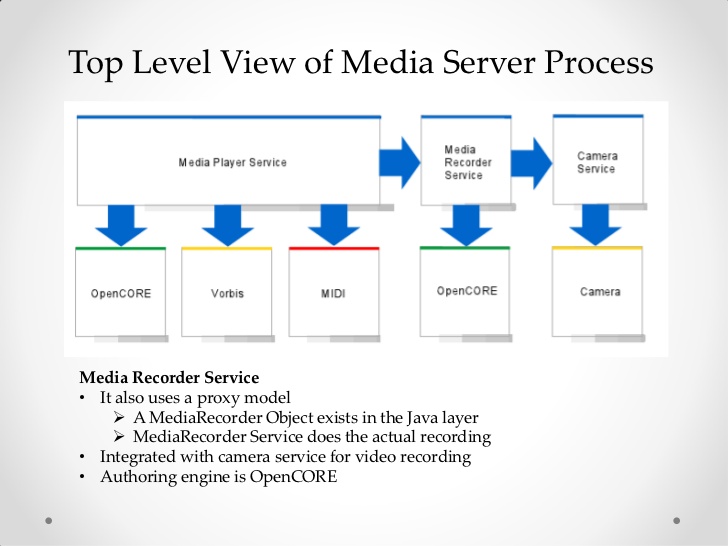 Top Level View of Media Server Process
Media Player Service
Media
Recorder
Service
Camera
Service
OpenCORE
Vorbis
MIDI
OpenCORE
Camera
Media Recorder Service
• It also uses a proxy model
➢ A MediaRecorder Object exists in the Java layer
➢ MediaRecorder Service does the actual recording
• Integrated with camera service for video recording
• Authoring engine is OpenCORE